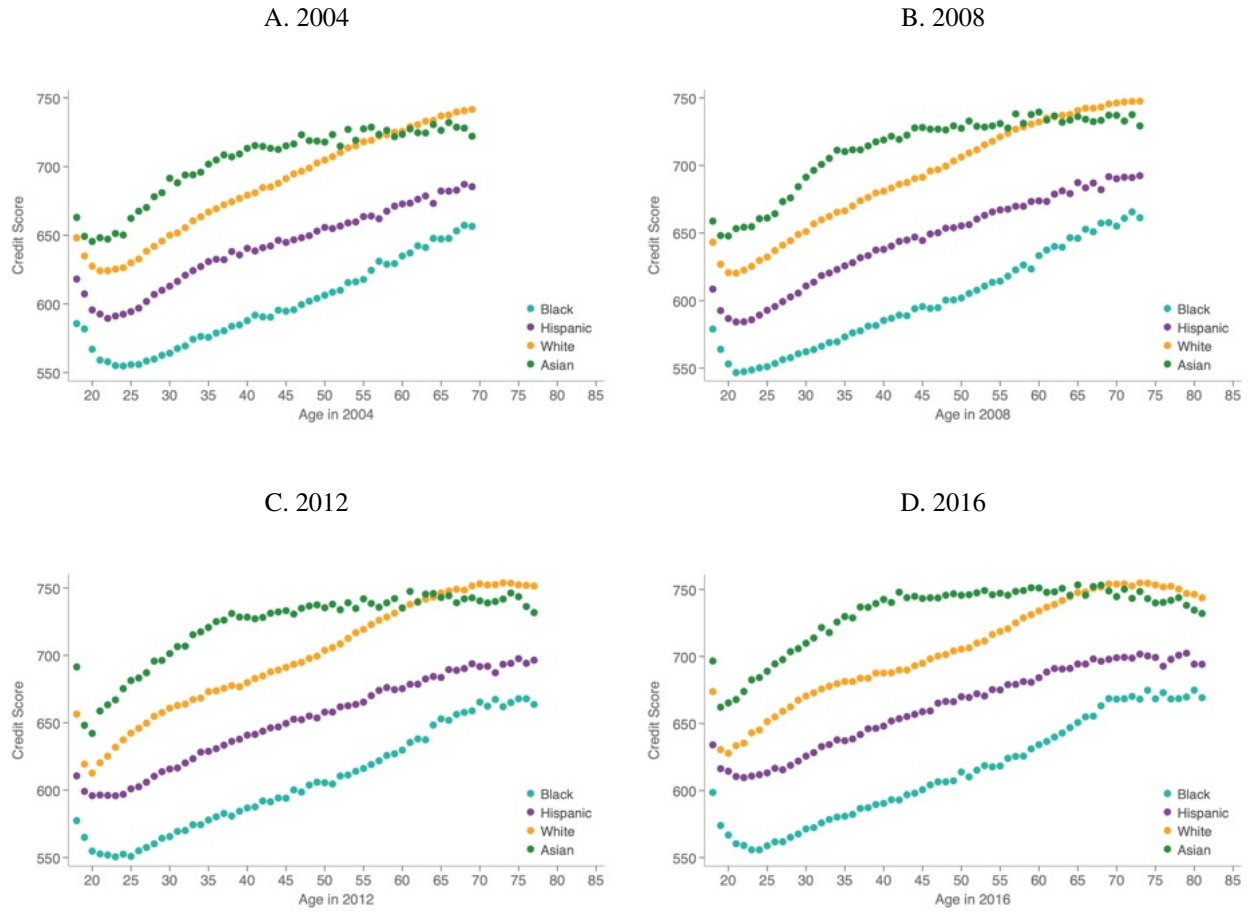 A. 2004
750
700
650
600
550
Credit Score
20 25 30 35 40 45 50 55 60 65 70 75 80 85
Age in 2004
Black
Hispanic
White
Asian
B. 2008
750
700
650
600
550
Credit Score
20 25 30 35 40 45 50 55 60 65 70 75 80 85
Age in 2008
Black
Hispanic
White
Asian
C. 2012
750
700
650
600
550
Credit Score
20 25 30 35 40 45 50 55 60 65 70 75 80 85
Age in 2012
Black
Hispanic
White
Asian
D. 2016
750
700
650
600
550
Credit Score
20 25 30 35 40 45 50 55 60 65 70 75 80 85
Age in 2016
Black
Hispanic
White
Asian